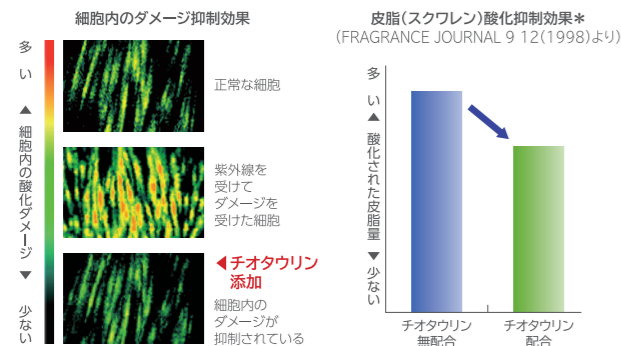 細胞内のダメージ抑制効果
多い
▲
細胞内の酸化ダメージ
▼
少ない
正常な細胞
紫外線を
受けて
ダメージを
受けた細胞
◀チオタウリン
添加
細胞内の
ダメージが
抑制されている
皮脂（スクワレン）酸化抑制効果＊
（FRAGRANCE JOURNAL 9 12（1998）より）
多い
▲
酸化された皮脂量
▼
少ない
チオタウリン
無配合
チオタウリン
配合